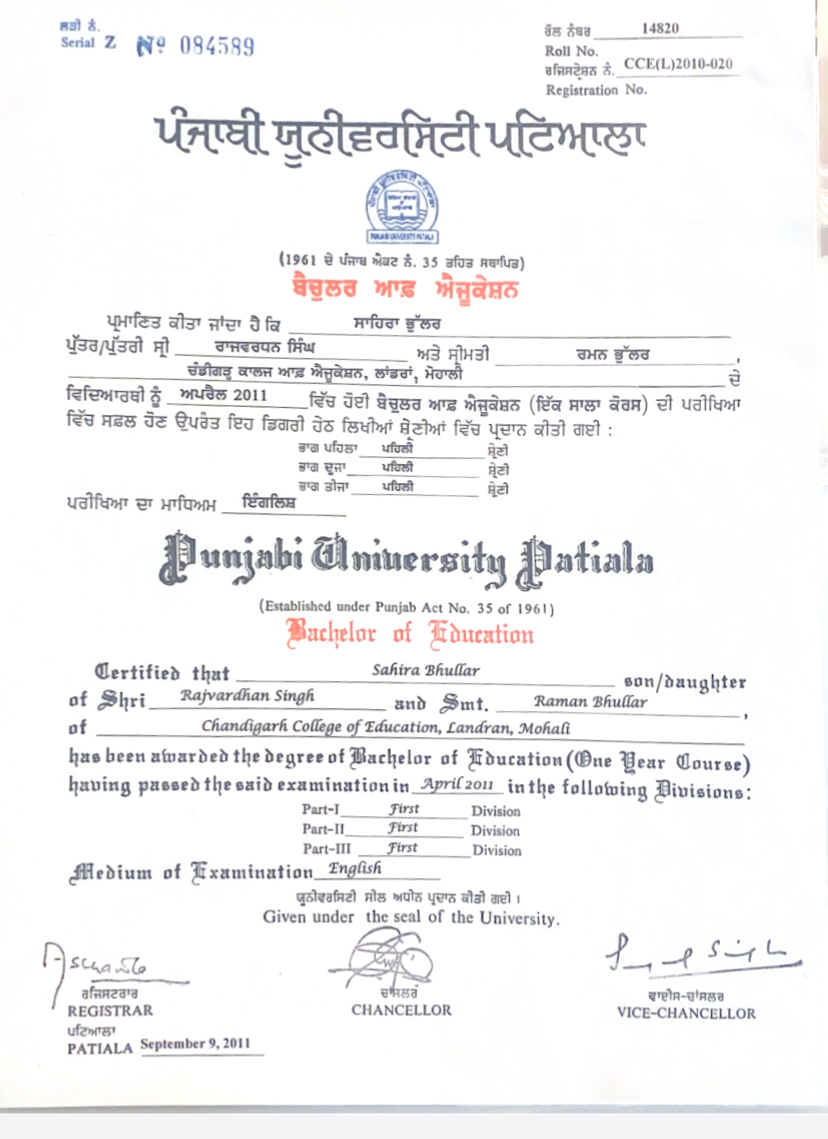 ਲੜੀ ਨੰ.
Serial Z Nº 084589
ਰੋਲ ਨੰਬਰ 14820
Roll No.
ਰਜਿਸਟ੍ਰੇਸ਼ਨ ਨੰ. CCE(L)2010-020
Registration No.
ਪੰਜਾਬੀ ਯੂਨੀਵਰਸਿਟੀ ਪਟਿਆਲਾ
PUNJABI UNIVERSITY PATIALA
(1961 ਦੇ ਪੰਜਾਬ ਐਕਟ ਨੰ. 35 ਤਹਿਤ ਸਥਾਪਿਤ)
ਬੈਚੂਲਰ ਆਫ਼ ਐਜੂਕੇਸ਼ਨ
ਪ੍ਰਮਾਣਿਤ ਕੀਤਾ ਜਾਂਦਾ ਹੈ ਕਿ ਸਾਹਿਰਾ ਭੁੱਲਰ
ਪੁੱਤਰ/ਪੁੱਤਰੀ ਸ੍ਰੀ ਰਾਜਵਰਧਨ ਸਿੰਘ ਅਤੇ ਸ੍ਰੀਮਤੀ ਰਮਨ ਭੁੱਲਰ ,
ਚੰਡੀਗੜ੍ਹ ਕਾਲਜ ਆਫ਼ ਐਜੂਕੇਸ਼ਨ, ਲਾਂਡਰਾਂ, ਮੋਹਾਲੀ ਦੇ
ਵਿਦਿਆਰਥੀ ਨੂੰ ਅਪਰੈਲ 2011 ਵਿੱਚ ਹੋਈ ਬੈਚੂਲਰ ਆਫ਼ ਐਜੂਕੇਸ਼ਨ (ਇੱਕ ਸਾਲਾ ਕੋਰਸ) ਦੀ ਪਰੀਖਿਆ
ਵਿੱਚ ਸਫ਼ਲ ਹੋਣ ਉਪਰੰਤ ਇਹ ਡਿਗਰੀ ਹੇਠ ਲਿਖੀਆਂ ਸ਼੍ਰੇਣੀਆਂ ਵਿੱਚ ਪ੍ਰਦਾਨ ਕੀਤੀ ਗਈ :
ਭਾਗ ਪਹਿਲਾ ਪਹਿਲੀ ਸ਼੍ਰੇਣੀ
ਭਾਗ ਦੂਜਾ ਪਹਿਲੀ ਸ਼੍ਰੇਣੀ
ਭਾਗ ਤੀਜਾ ਪਹਿਲੀ ਸ਼੍ਰੇਣੀ
ਪਰੀਖਿਆ ਦਾ ਮਾਧਿਅਮ ਇੰਗਲਿਸ਼
Punjabi University Patiala
(Established under Punjab Act No. 35 of 1961)
Bachelor of Education
Certified that Sahira Bhullar son/daughter
of Shri Rajvardhan Singh and Smt. Raman Bhullar ,
of Chandigarh College of Education, Landran, Mohali
has been awarded the degree of Bachelor of Education (One Year Course)
having passed the said examination in April 2011 in the following Divisions:
Part-I First Division
Part-II First Division
Part-III First Division
Medium of Examination English
ਯੂਨੀਵਰਸਿਟੀ ਸੀਲ ਅਧੀਨ ਪ੍ਰਦਾਨ ਕੀਤੀ ਗਈ ।
Given under the seal of the University.
ਰਜਿਸਟਰਾਰ
REGISTRAR
ਚਾਂਸਲਰ
CHANCELLOR
ਵਾਈਸ-ਚਾਂਸਲਰ
VICE-CHANCELLOR
ਪਟਿਆਲਾ
PATIALA September 9, 2011